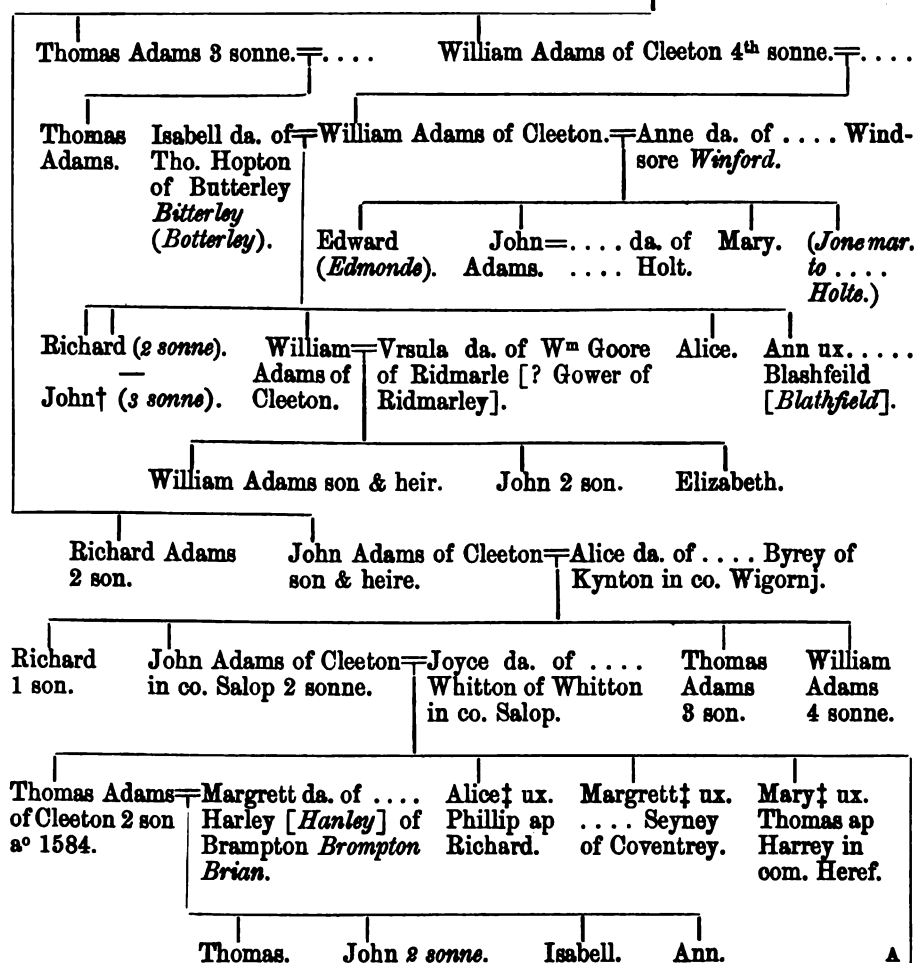 Thomas Adams 3 sonne.=.... William Adams of Cleeton 4th sonne.=....
Thomas Adams.
Isabell da. of=William Adams of Cleeton.=Anne da. of .... Wind-
Tho. Hopton sore Winford.
of Butterley
Bitterley
(Botterley).
Edward John=.... da. of Mary. (Jone mar.
(Edmonde). Adams. .... Holt. to ....
Holte.)
Richard (2 sonne). William=Vrsula da. of Wm Goore Alice. Ann ux.....
Adams of of Ridmarle [? Gower of Blashfeild
John† (3 sonne). Cleeton. Ridmarley]. [Blathfield].
William Adams son & heir. John 2 son. Elizabeth.
Richard Adams John Adams of Cleeton=Alice da. of .... Byrey of
2 son. son & heire. Kynton in co. Wigornj.
Richard John Adams of Cleeton=Joyce da. of .... Thomas William
1 son. in co. Salop 2 sonne. Whitton of Whitton Adams Adams
in co. Salop. 3 son. 4 sonne.
Thomas Adams=Margrett da. of .... Alice‡ ux. Margrett‡ ux. Mary‡ ux.
of Cleeton 2 son Harley [Hanley] of Phillip ap .... Seyney Thomas ap
ao 1584. Brampton Brompton Richard. of Coventrey. Harrey in
Brian. com. Heref.
Thomas. John 2 sonne. Isabell. Ann. A